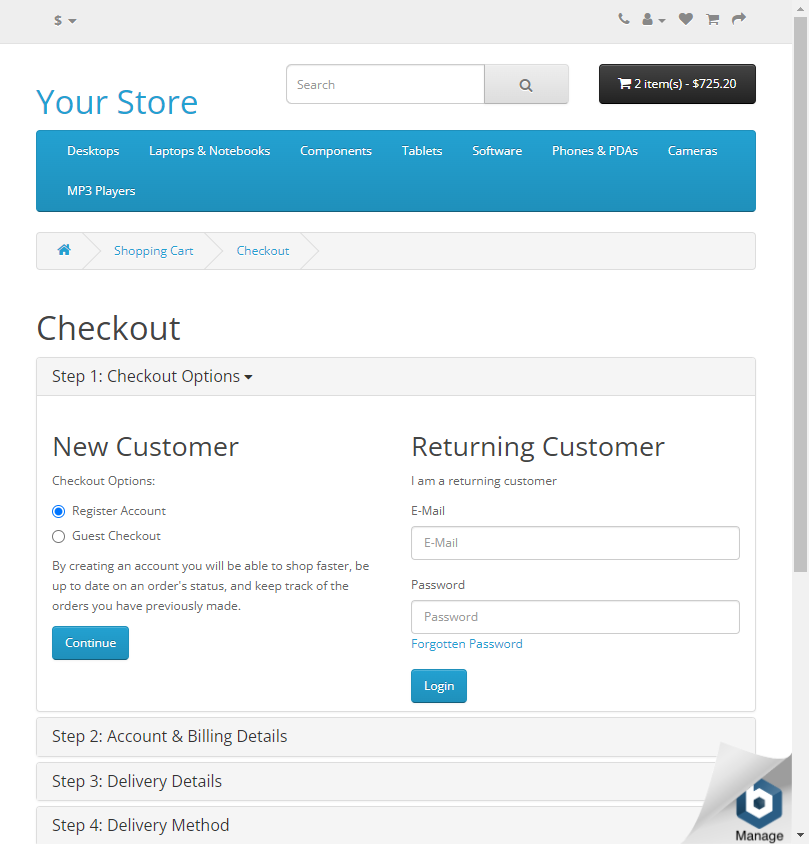 $
Search
2 item(s) - $725.20
Your Store
Desktops
Laptops & Notebooks
Components
Tablets
Software
Phones & PDAs
Cameras
MP3 Players
Shopping Cart
Checkout
Checkout
Step 1: Checkout Options
New Customer
Checkout Options:
Register Account
Guest Checkout
By creating an account you will be able to shop faster, be
up to date on an order's status, and keep track of the
orders you have previously made.
Continue
Returning Customer
I am a returning customer
E-Mail
E-Mail
Password
Password
Forgotten Password
Login
Step 2: Account & Billing Details
Step 3: Delivery Details
Step 4: Delivery Method
b
Manage